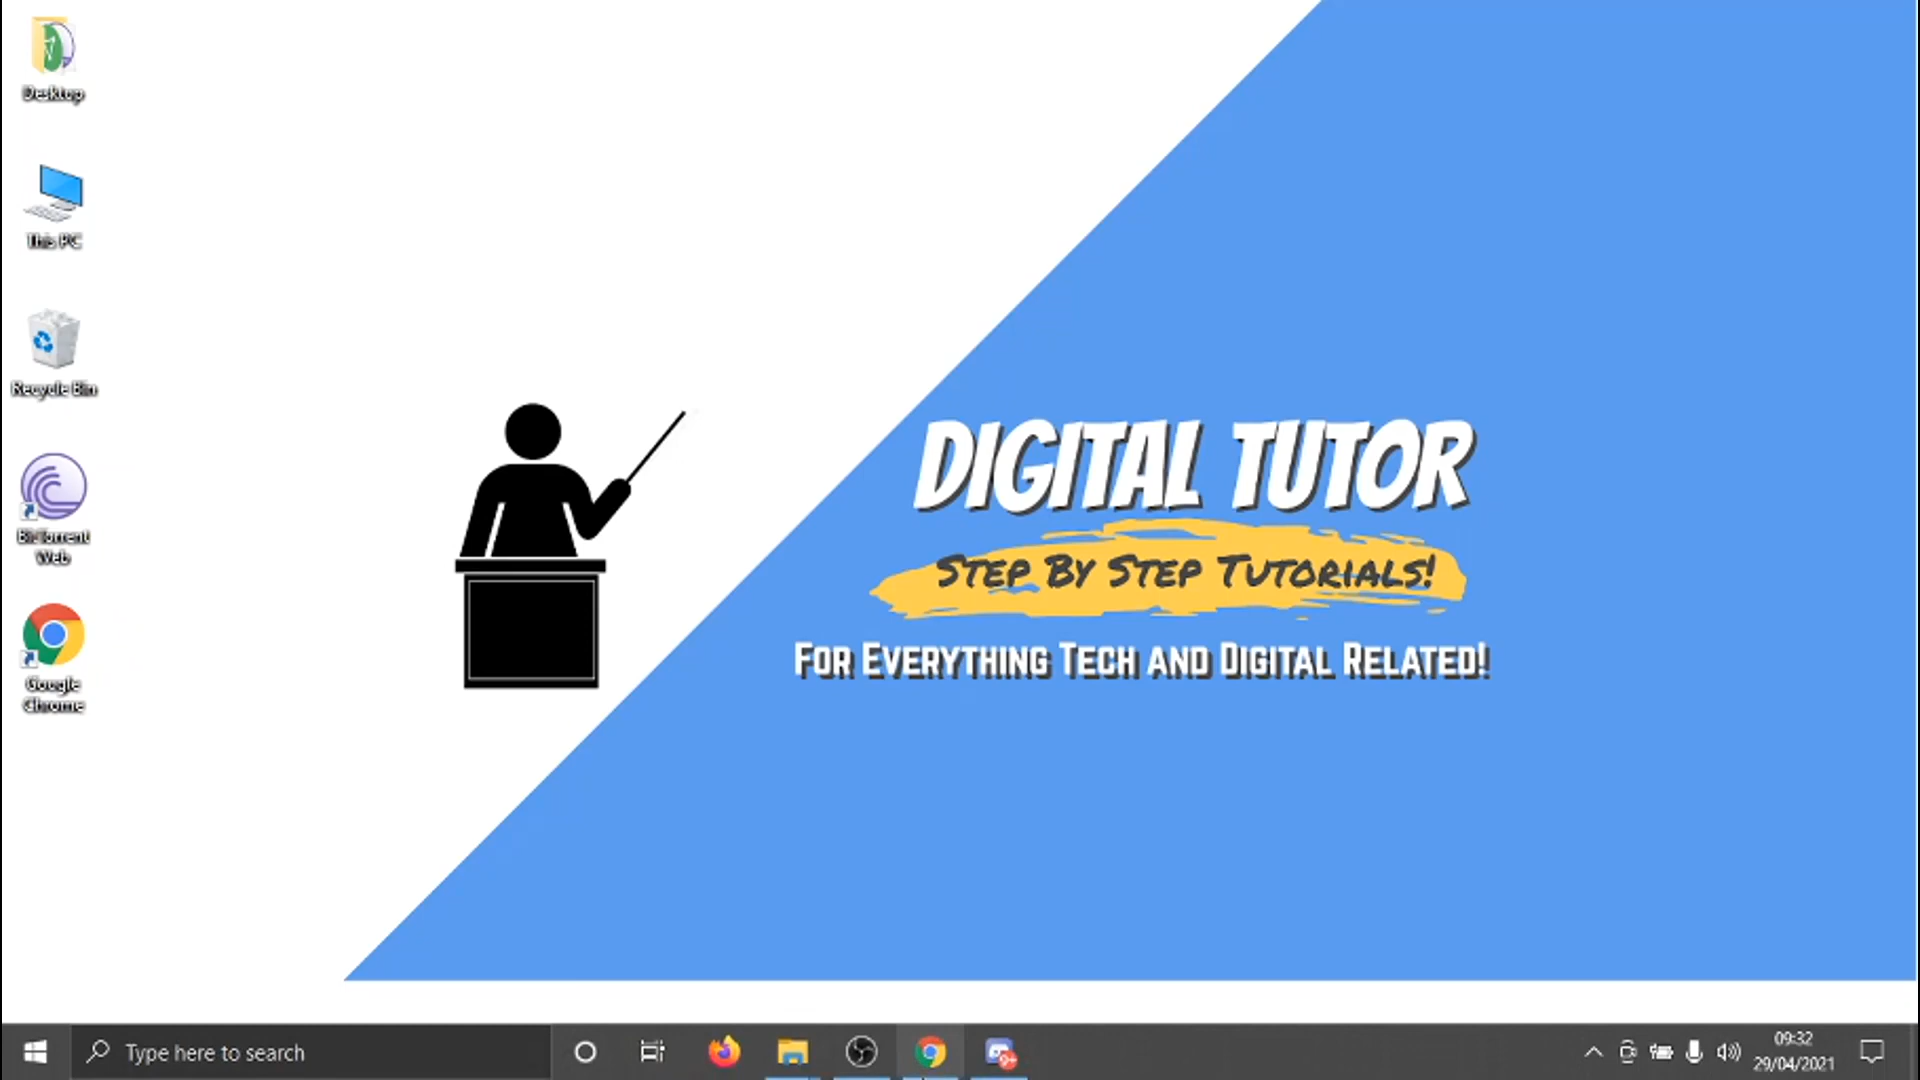 Desktop
This PC
Recycle Bin
BitTorrent
Web
Google
Chrome
DIGITAL TUTOR
STEP BY STEP TUTORIALS!
FOR EVERYTHING TECH AND DIGITAL RELATED!
Type here to search
9+
09:32
29/04/2021